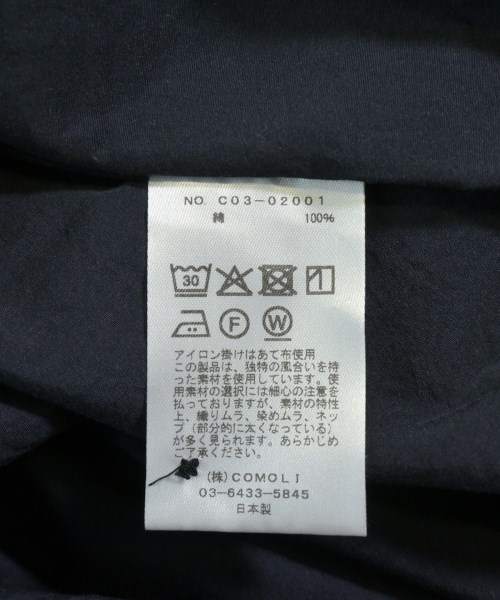 NO. C03-02001
綿 100%
30
F W
アイロン掛けはあて布使用
この製品は、独特の風合いを持
った素材を使用しています。使
用素材の選択には細心の注意を
払っておりますが、素材の特性
上、織りムラ、染めムラ、ネッ
プ（部分的に太くなっている）
が多く見られます。あらかじめ
ご了承ください。
(株) COMOLI
03-6433-5845
日本製